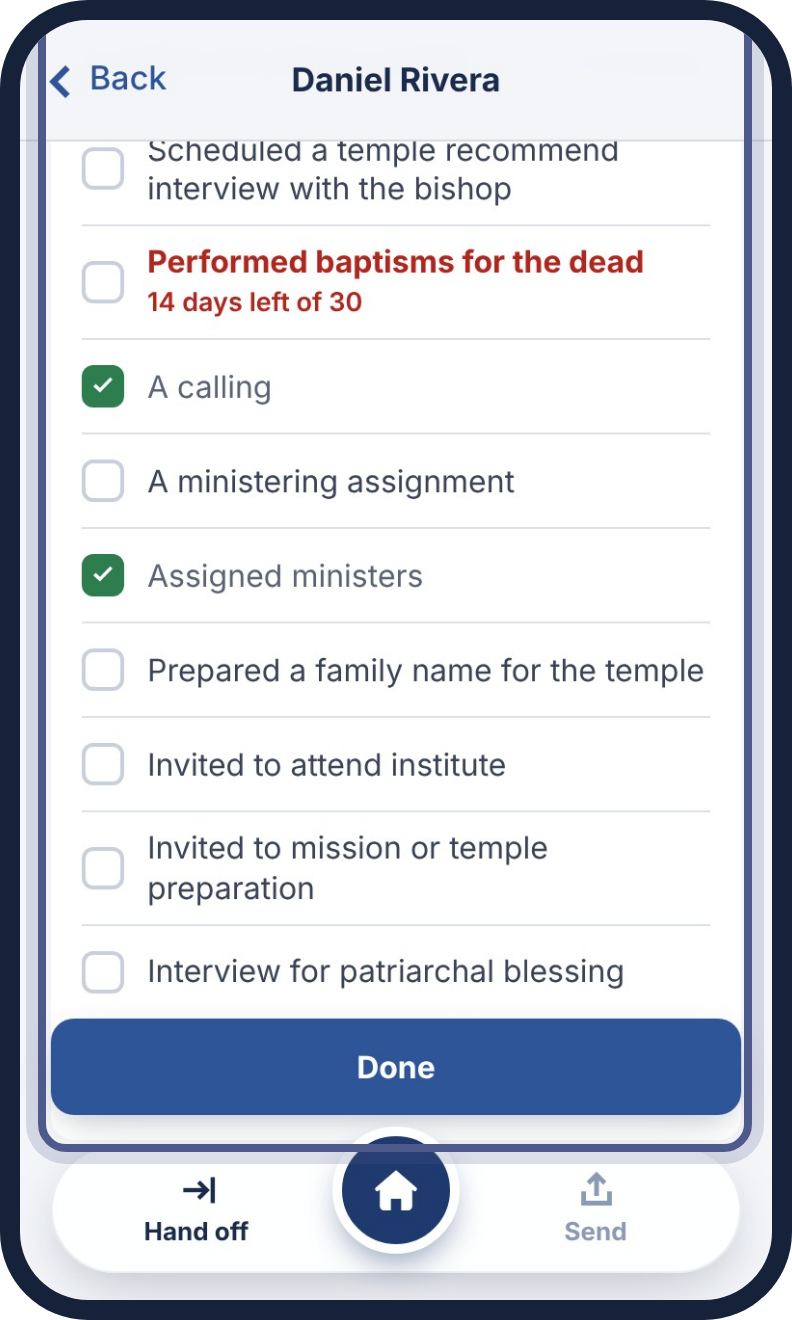 Back
Daniel Rivera
Scheduled a temple recommend
interview with the bishop
Performed baptisms for the dead
14 days left of 30
A calling
A ministering assignment
Assigned ministers
Prepared a family name for the temple
Invited to attend institute
Invited to mission or temple
preparation
Interview for patriarchal blessing
Done
Hand off
Send